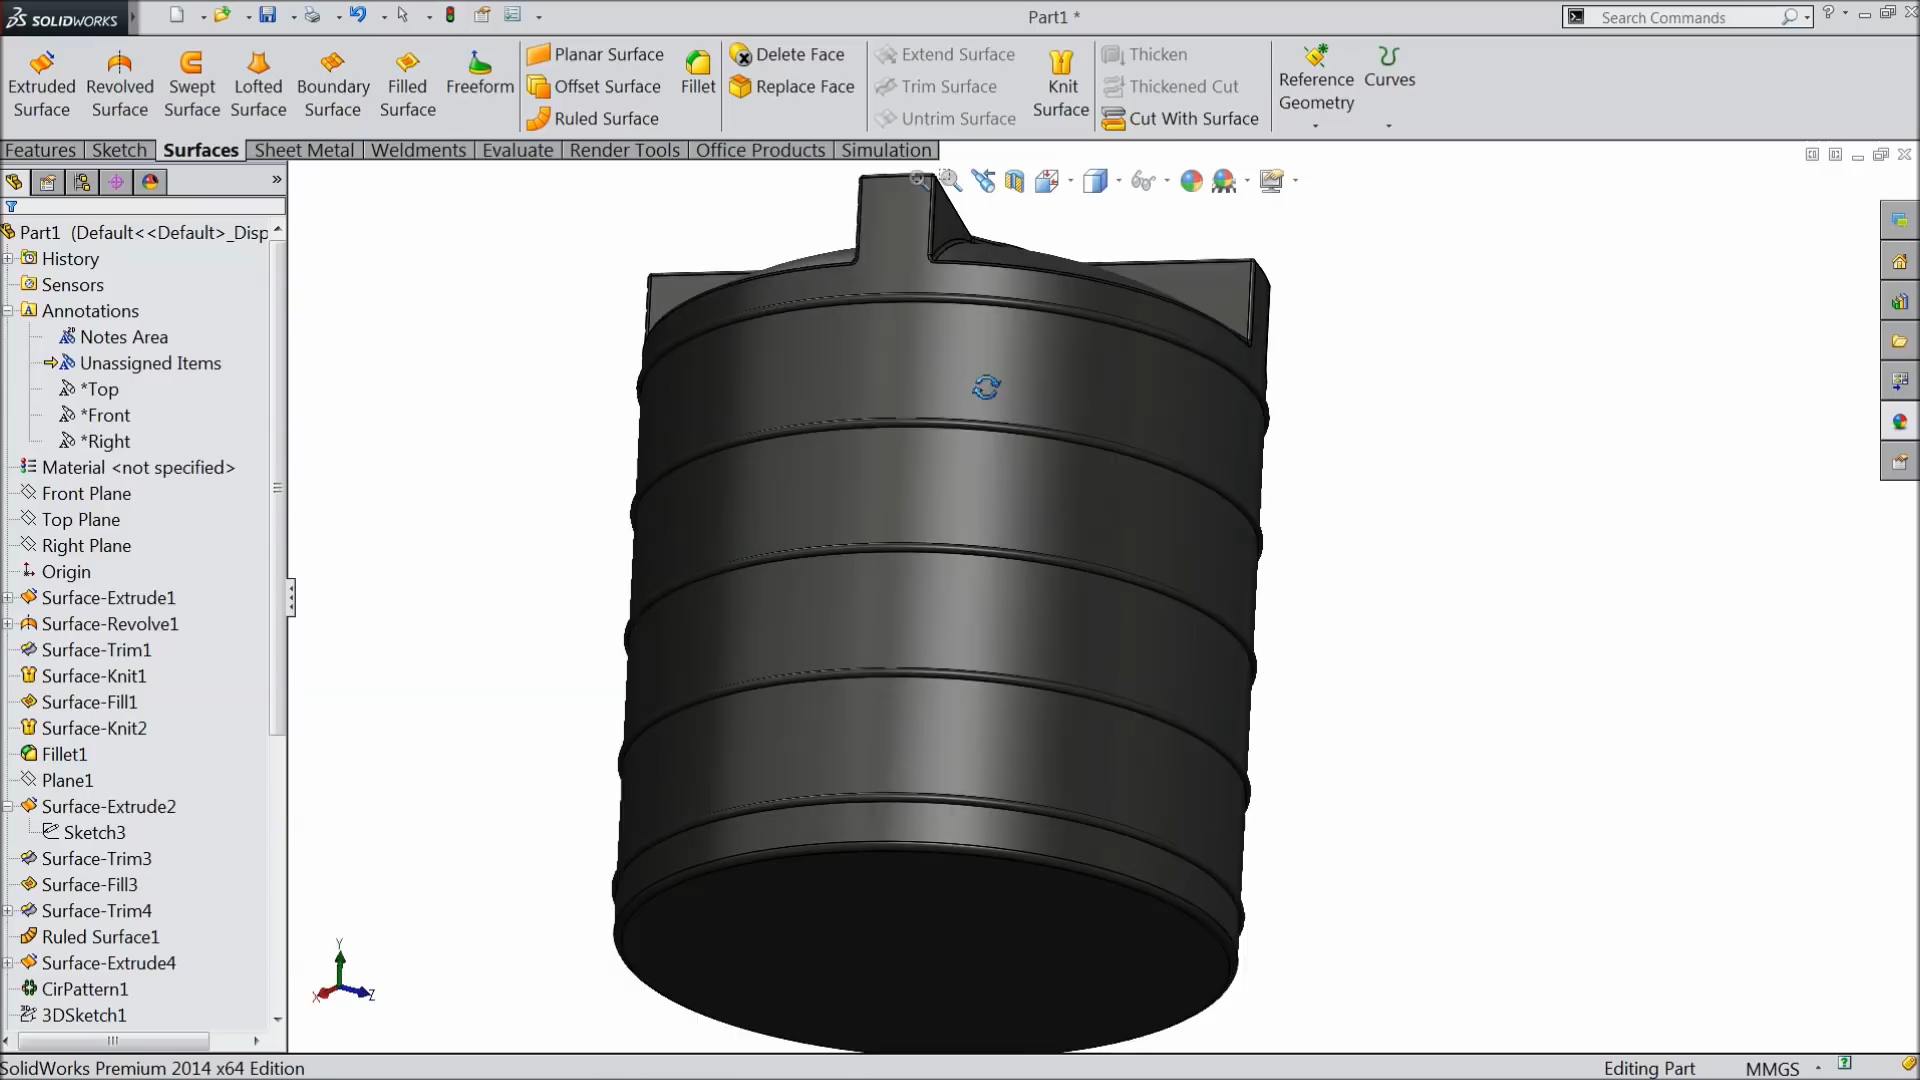 SOLIDWORKS
Part1 *
Search Commands
Extruded Surface
Revolved Surface
Swept Surface
Lofted Surface
Boundary Surface
Filled Surface
Freeform
Planar Surface
Offset Surface
Ruled Surface
Fillet
Delete Face
Replace Face
Extend Surface
Trim Surface
Untrim Surface
Knit Surface
Thicken
Thickened Cut
Cut With Surface
Reference Geometry
Curves
Features
Sketch
Surfaces
Sheet Metal
Weldments
Evaluate
Render Tools
Office Products
Simulation
Part1 (Default<<Default>_Disp
History
Sensors
Annotations
Notes Area
Unassigned Items
*Top
*Front
*Right
Material <not specified>
Front Plane
Top Plane
Right Plane
Origin
Surface-Extrude1
Surface-Revolve1
Surface-Trim1
Surface-Knit1
Surface-Fill1
Surface-Knit2
Fillet1
Plane1
Surface-Extrude2
Sketch3
Surface-Trim3
Surface-Fill3
Surface-Trim4
Ruled Surface1
Surface-Extrude4
CirPattern1
3DSketch1
Y
X
Z
SolidWorks Premium 2014 x64 Edition
Editing Part
MMGS